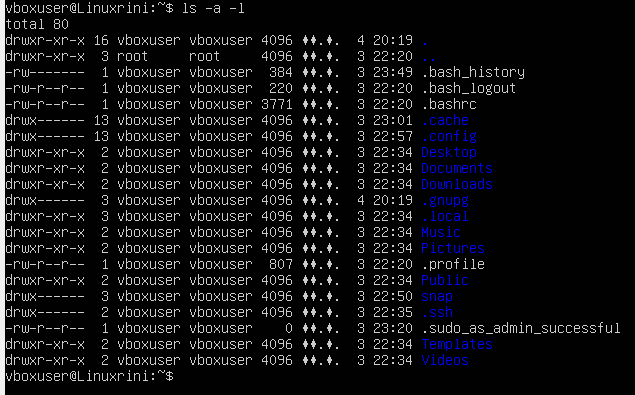 vboxuser@Linuxrini:~$ ls -a -l
total 80
drwxr-xr-x 16 vboxuser vboxuser 4096 ♦♦.♦. 4 20:19 .
drwxr-xr-x 3 root root 4096 ♦♦.♦. 3 22:20 ..
-rw------- 1 vboxuser vboxuser 384 ♦♦.♦. 3 23:49 .bash_history
-rw-r--r-- 1 vboxuser vboxuser 220 ♦♦.♦. 3 22:20 .bash_logout
-rw-r--r-- 1 vboxuser vboxuser 3771 ♦♦.♦. 3 22:20 .bashrc
drwx------ 13 vboxuser vboxuser 4096 ♦♦.♦. 3 23:01 .cache
drwx------ 13 vboxuser vboxuser 4096 ♦♦.♦. 3 22:57 .config
drwxr-xr-x 2 vboxuser vboxuser 4096 ♦♦.♦. 3 22:34 Desktop
drwxr-xr-x 2 vboxuser vboxuser 4096 ♦♦.♦. 3 22:34 Documents
drwxr-xr-x 2 vboxuser vboxuser 4096 ♦♦.♦. 3 22:34 Downloads
drwx------ 3 vboxuser vboxuser 4096 ♦♦.♦. 4 20:19 .gnupg
drwxr-xr-x 3 vboxuser vboxuser 4096 ♦♦.♦. 3 22:34 .local
drwxr-xr-x 2 vboxuser vboxuser 4096 ♦♦.♦. 3 22:34 Music
drwxr-xr-x 2 vboxuser vboxuser 4096 ♦♦.♦. 3 22:34 Pictures
-rw-r--r-- 1 vboxuser vboxuser 807 ♦♦.♦. 3 22:20 .profile
drwxr-xr-x 2 vboxuser vboxuser 4096 ♦♦.♦. 3 22:34 Public
drwx------ 3 vboxuser vboxuser 4096 ♦♦.♦. 3 22:50 snap
drwx------ 2 vboxuser vboxuser 4096 ♦♦.♦. 3 22:35 .ssh
-rw-r--r-- 1 vboxuser vboxuser 0 ♦♦.♦. 3 23:20 .sudo_as_admin_successful
drwxr-xr-x 2 vboxuser vboxuser 4096 ♦♦.♦. 3 22:34 Templates
drwxr-xr-x 2 vboxuser vboxuser 4096 ♦♦.♦. 3 22:34 Videos
vboxuser@Linuxrini:~$